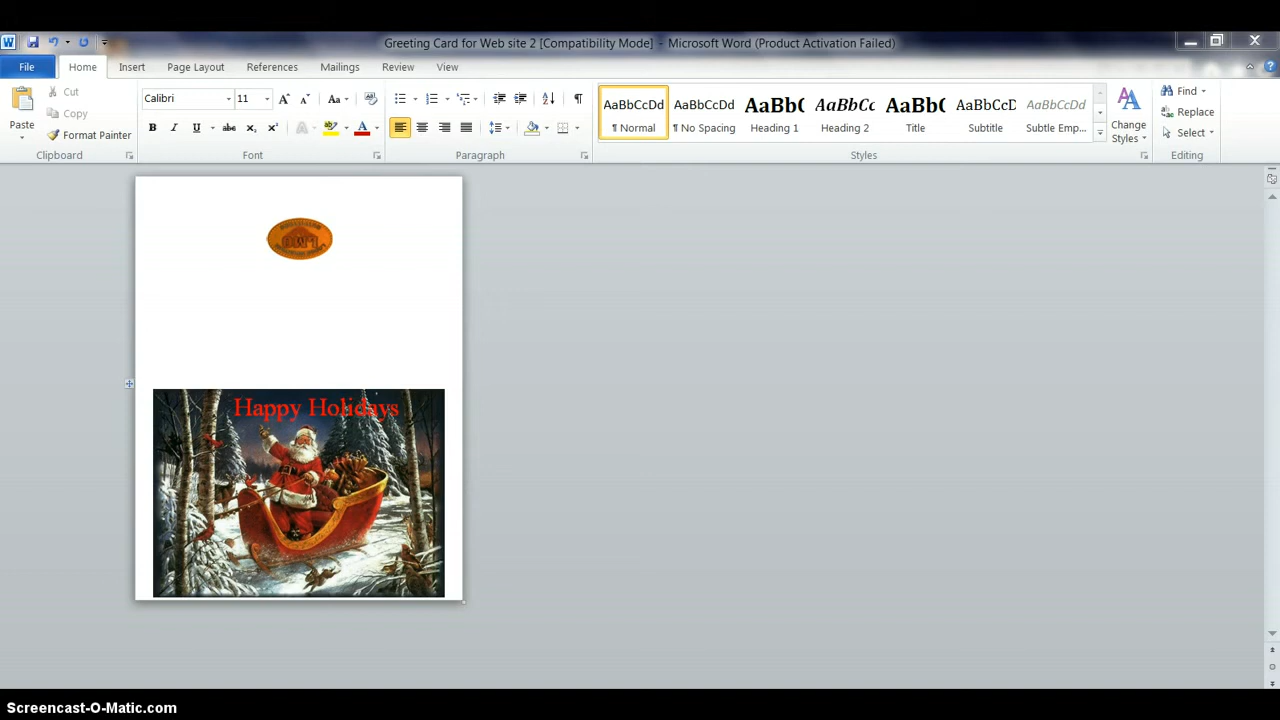 Greeting Card for Web site 2 [Compatibility Mode] - Microsoft Word (Product Activation Failed)
File Home Insert Page Layout References Mailings Review View
Paste
Cut
Copy
Format Painter
Clipboard
Calibri 11
Font
Paragraph
AaBbCcDd AaBbCcDd AaBbC AaBbCc AaBbC AaBbCcD AaBbCcDd
¶ Normal ¶ No Spacing Heading 1 Heading 2 Title Subtitle Subtle Emp...
Change Styles
Styles
Find
Replace
Select
Editing
Happy Holidays
Screencast-O-Matic.com